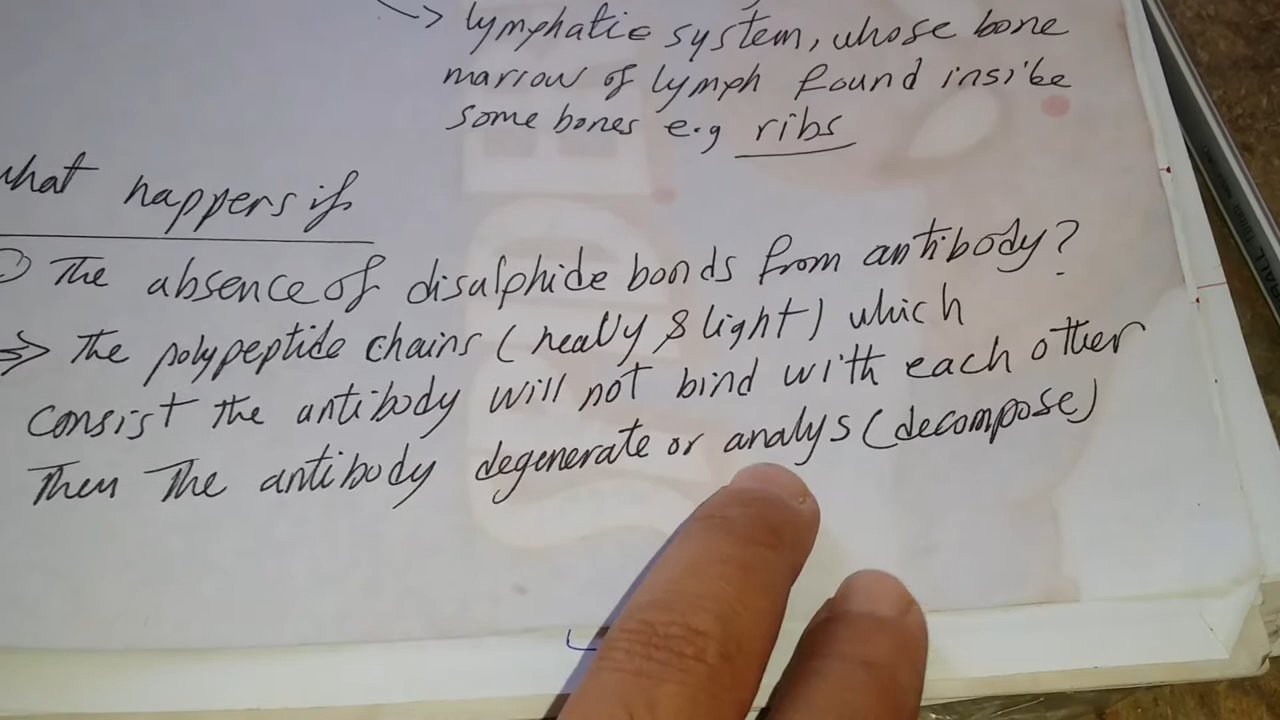 -> lymphatic system, whose bone
marrow of lymph found insibe
some bones e.g ribs
what happens if
The absence of disulphide bonds from antibody?
=> The polypeptide chains (heavy & light) which
consist the antibody will not bind with each other
Then The antibody degenerate or analys (decompose)